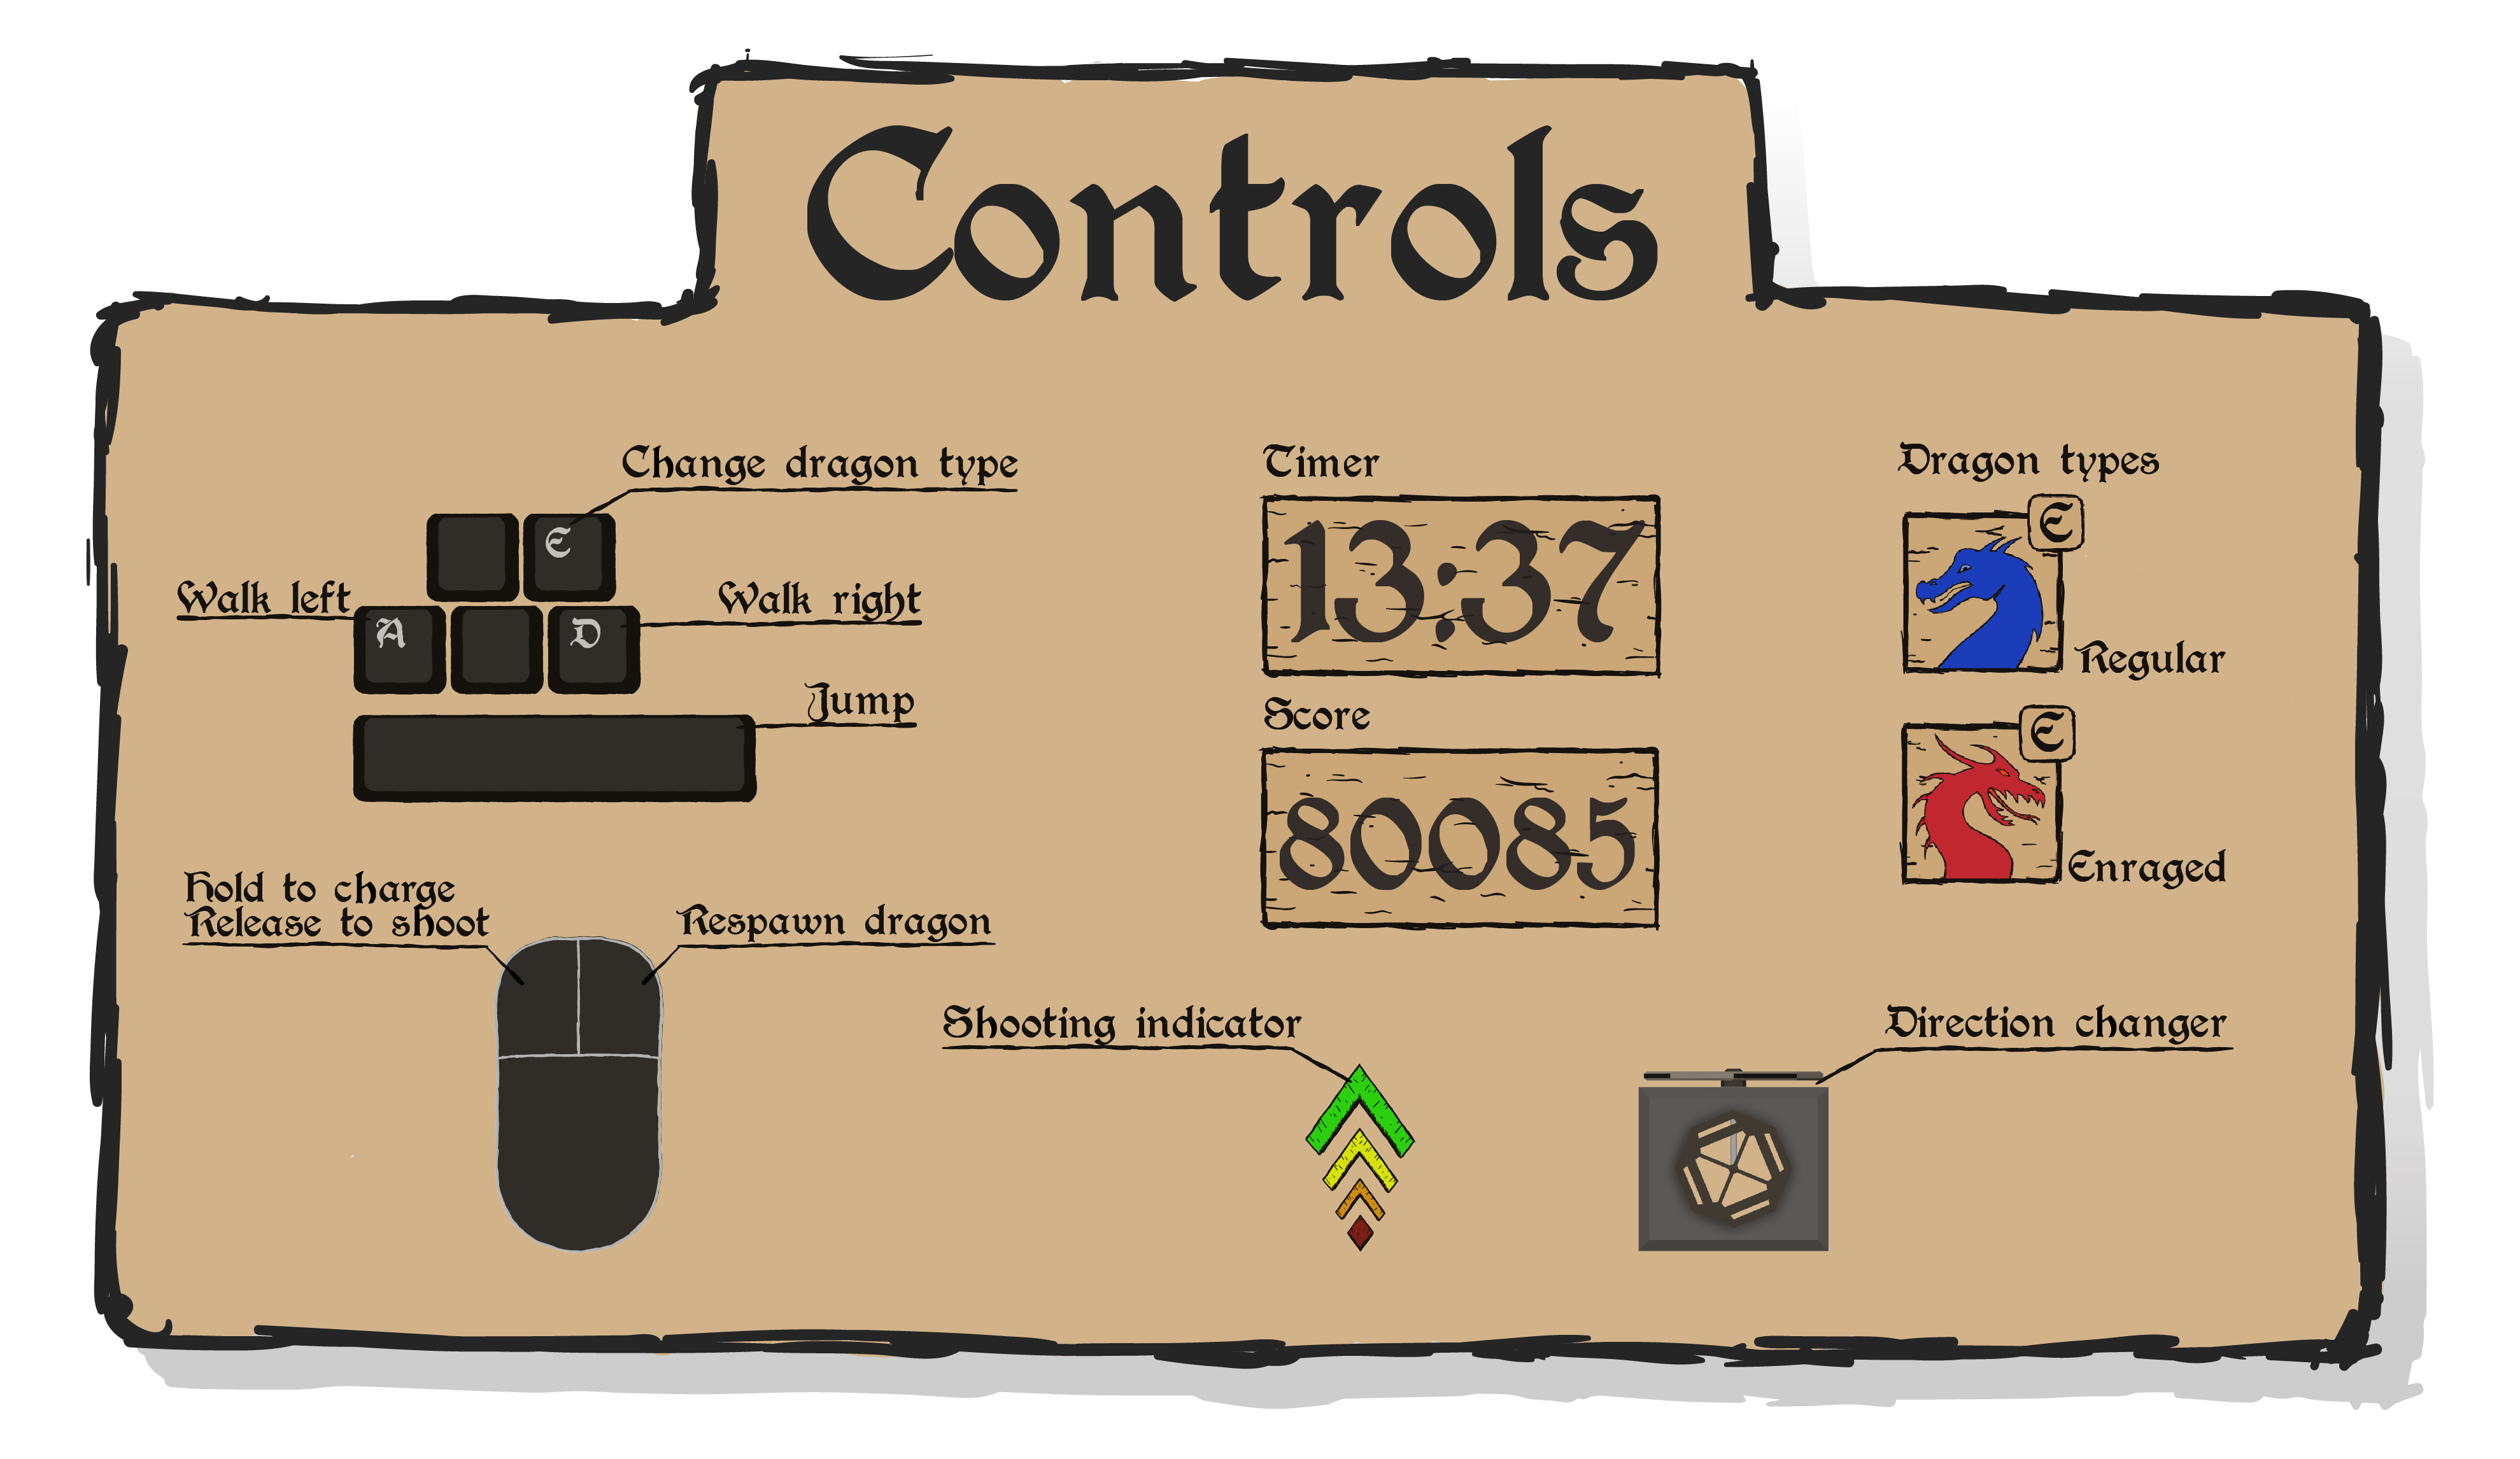 Controls
Change dragon type
E
Walk left
Walk right
A
D
Jump
Hold to charge
Release to shoot
Respawn dragon
Timer
13:37
Score
80085
Dragon types
E
Regular
E
Enraged
Shooting indicator
Direction changer